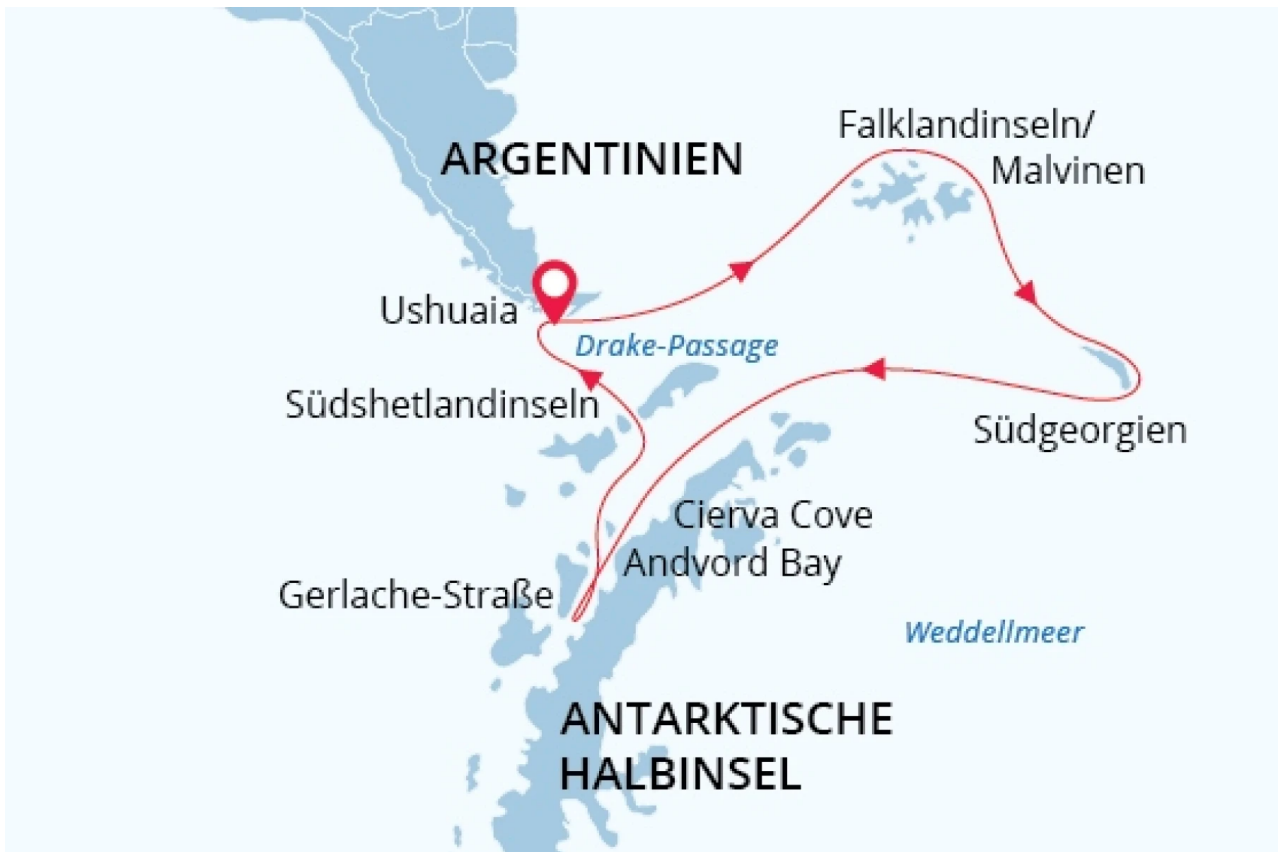 Falklandinseln/
Malvinen
ARGENTINIEN
Ushuaia
Drake-Passage
Südshetlandinseln
Südgeorgien
Cierva Cove
Andvord Bay
Gerlache-Straße
Weddellmeer
ANTARKTISCHE
HALBINSEL